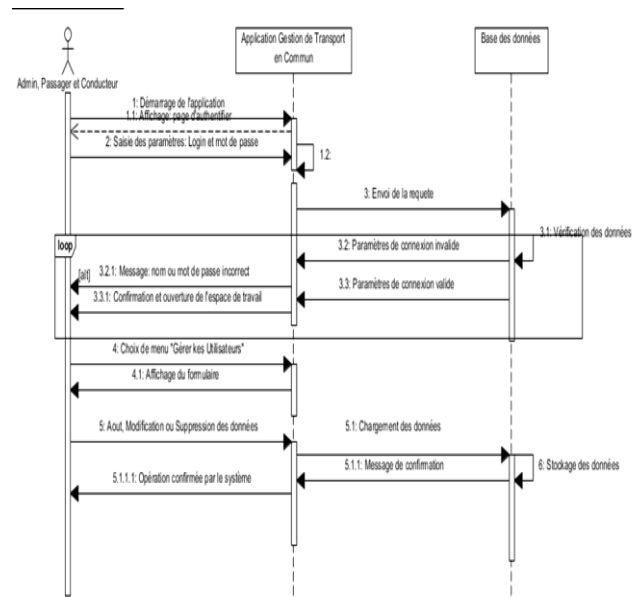 Application Gestion de Transport
en Commun
Base des données
Admin, Passager et Conducteur
1: Démarrage de l'application
1.1: Affichage: page d'authentifier
2: Saisie des paramètres: Login et mot de passe
1.2:
3: Envoi de la requete
3.1: Vérification des données
loop
3.2: Paramètres de connexion invalide
[alt]
3.2.1: Message: nom ou mot de passe incorrect
3.3: Paramètres de connexion valide
3.3.1: Confirmation et ouverture de l'espace de travail
4: Choix de menu "Gérer kes Utilisateurs"
4.1: Affichage du formulaire
5: Aout, Modification ou Suppression des données
5.1: Chargement des données
5.1.1: Message de confirmation
6: Stockage des données
5.1.1.1: Opération confirmée par le système